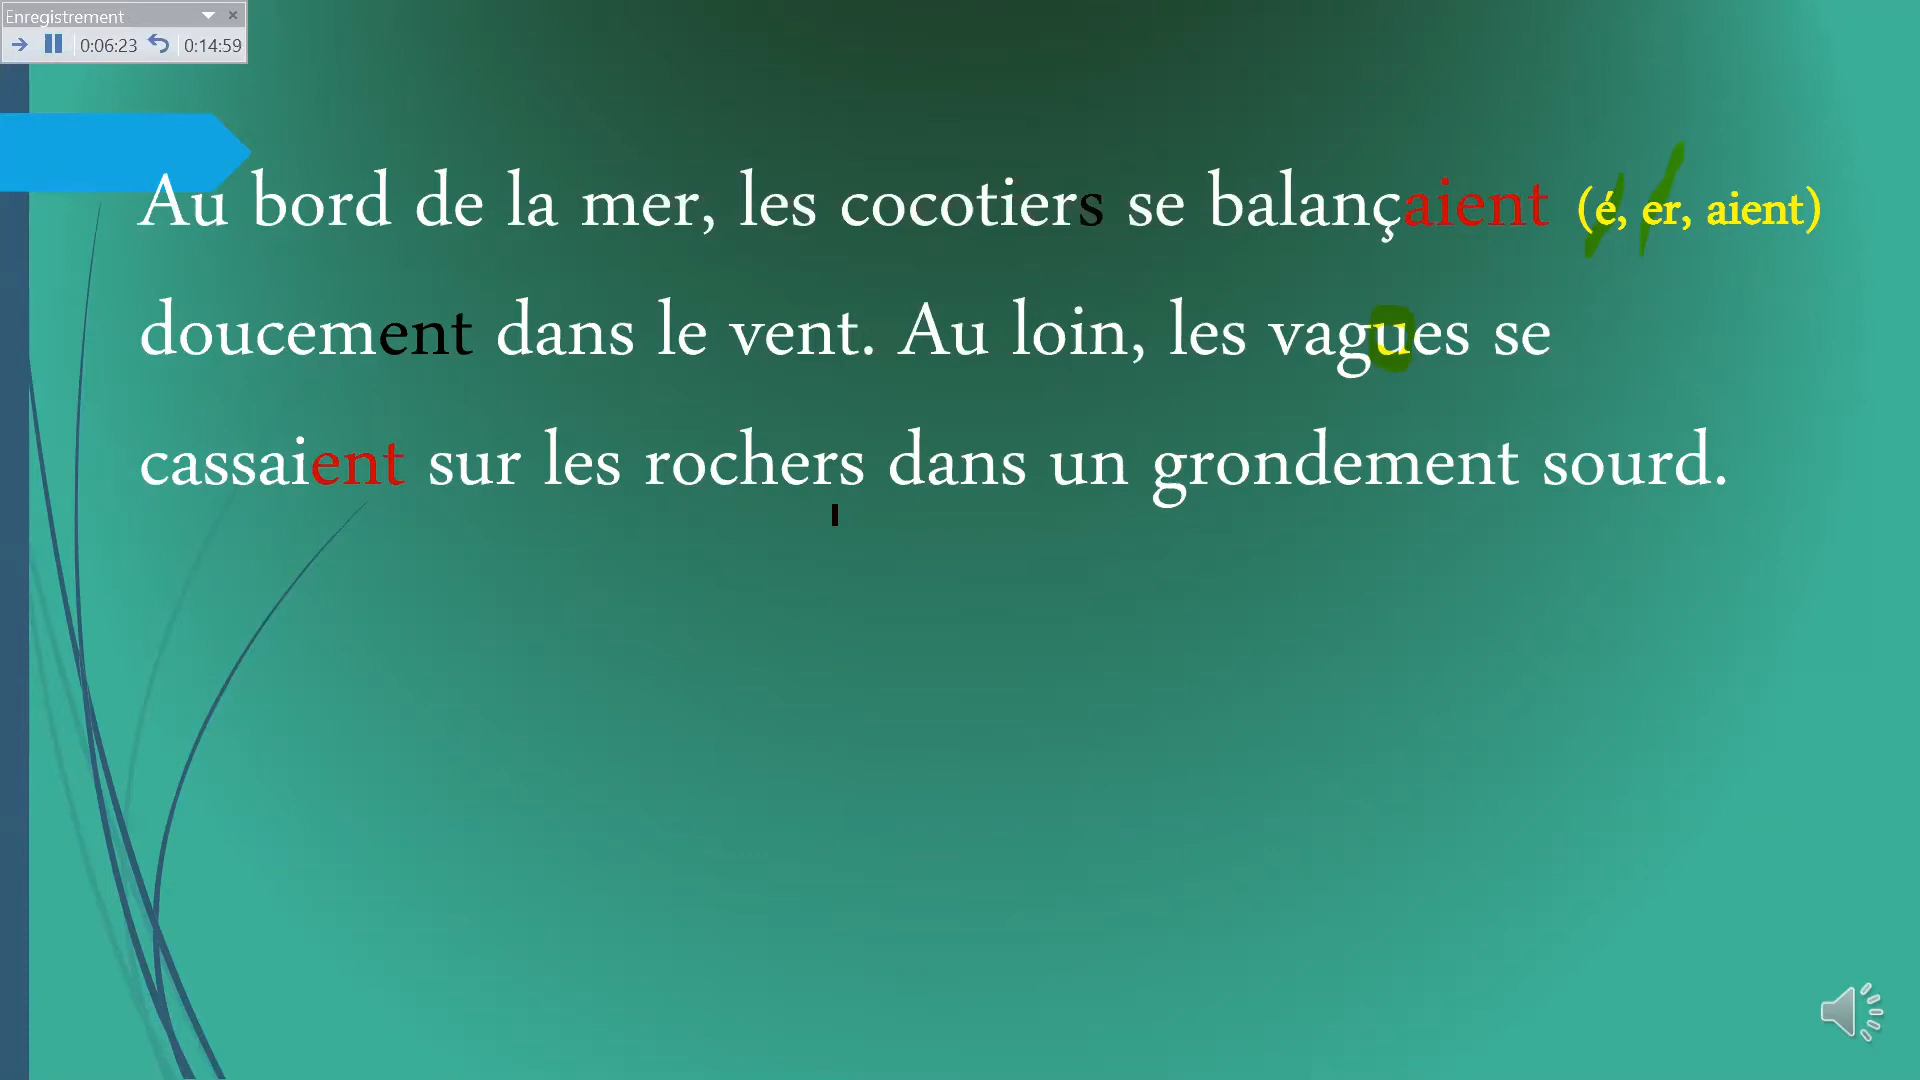 Enregistrement
0:06:23 0:14:59
Au bord de la mer, les cocotiers se balançaient (é, er, aient)
doucement dans le vent. Au loin, les vagues se
cassaient sur les rochers dans un grondement sourd.